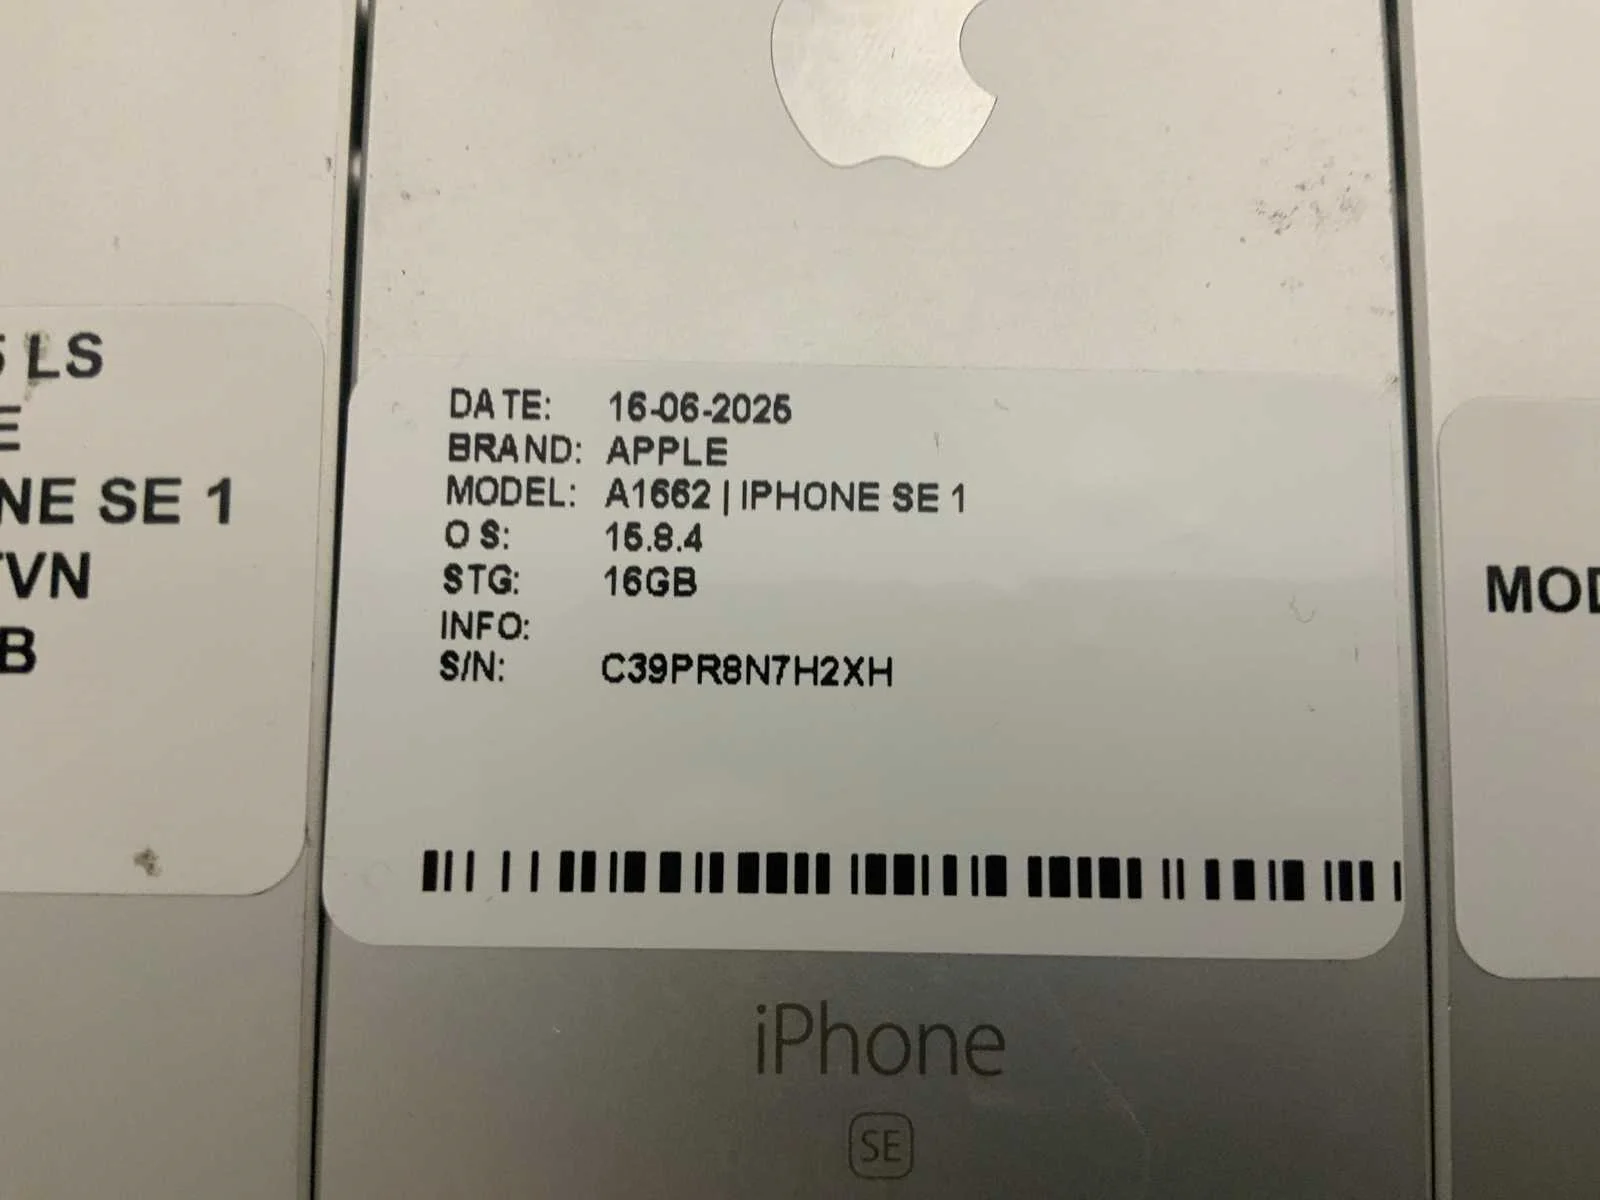 5 LS
E
NE SE 1
VN
B
DATE: 16-06-2025
BRAND: APPLE
MODEL: A1662 | IPHONE SE 1
OS: 15.8.4
STG: 16GB
INFO:
S/N: C39PR8N7H2XH
iPhone
SE
MOD